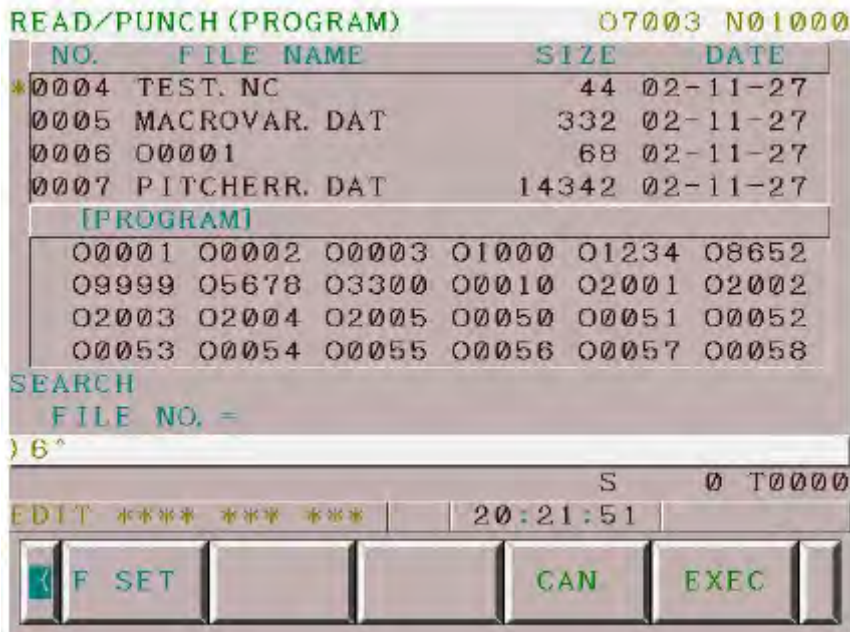 READ/PUNCH(PROGRAM) O7003 N01000
NO. FILE NAME SIZE DATE
*0004 TEST. NC 44 02-11-27
0005 MACROVAR. DAT 332 02-11-27
0006 O0001 68 02-11-27
0007 PITCHERR. DAT 14342 02-11-27
[PROGRAM]
O0001 O0002 O0003 O1000 O1234 O8652
O9999 O5678 O3300 O0010 O2001 O2002
O2003 O2004 O2005 O0050 O0051 O0052
O0053 O0054 O0055 O0056 O0057 O0058
SEARCH
FILE NO. =
)6^
S 0 T0000
EDIT **** *** *** 20:21:51
( F SET CAN EXEC